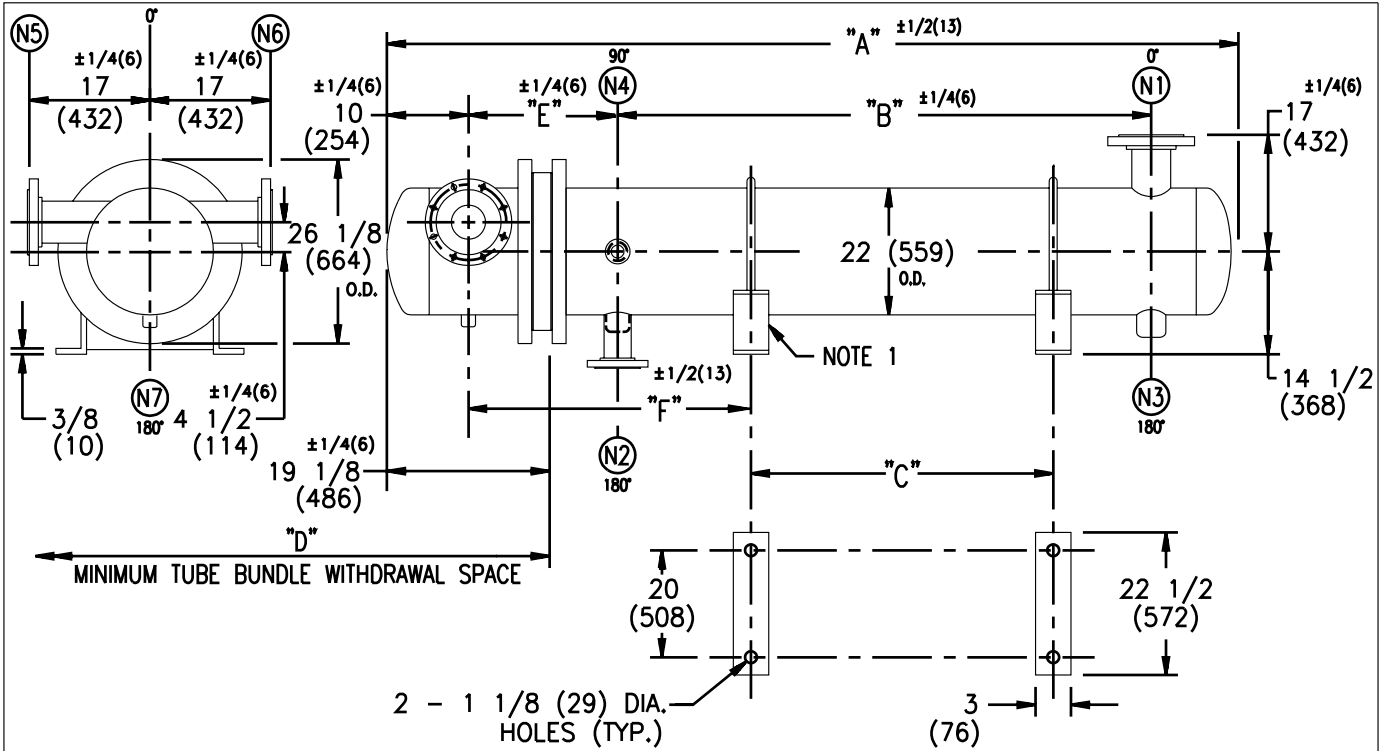 0°
N5
N6
±1/4(6)
17
(432)
±1/4(6)
17
(432)
"A" ±1/2(13)
±1/4(6)
10
(254)
±1/4(6)
"E"
90°
N4
"B" ±1/4(6)
0°
N1
±1/4(6)
17
(432)
26 1/8
(664)
O.D.
22 (559)
O.D.
NOTE 1
3/8
(10)
N7
180°
±1/4(6)
4 1/2
(114)
±1/2(13)
"F"
14 1/2
(368)
N3
180°
N2
180°
±1/4(6)
19 1/8
(486)
"C"
"D"
MINIMUM TUBE BUNDLE WITHDRAWAL SPACE
20
(508)
22 1/2
(572)
2 - 1 1/8 (29) DIA.
HOLES (TYP.)
3
(76)